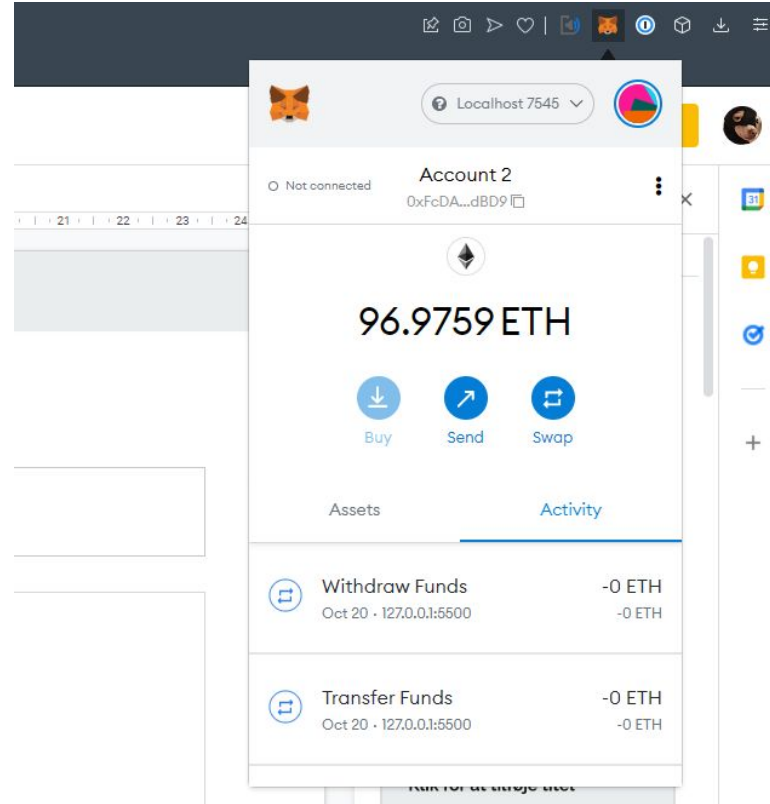 Localhost 7545
Not connected
Account 2
0xFcDA...dBD9
21 22 23 24
31
96.9759 ETH
Buy Send Swap
Assets Activity
Withdraw Funds -0 ETH
Oct 20 · 127.0.0.1:5500 -0 ETH
Transfer Funds -0 ETH
Oct 20 · 127.0.0.1:5500 -0 ETH